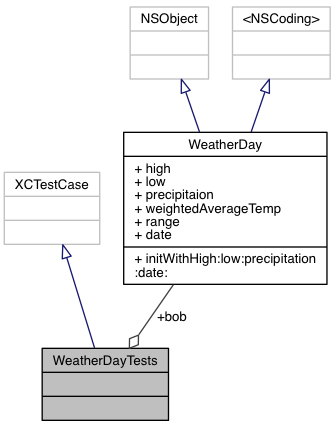 NSObject
<NSCoding>
WeatherDay
+ high
+ low
+ precipitaion
+ weightedAverageTemp
+ range
+ date
+ initWithHigh:low:precipitation
:date:
XCTestCase
+bob
WeatherDayTests